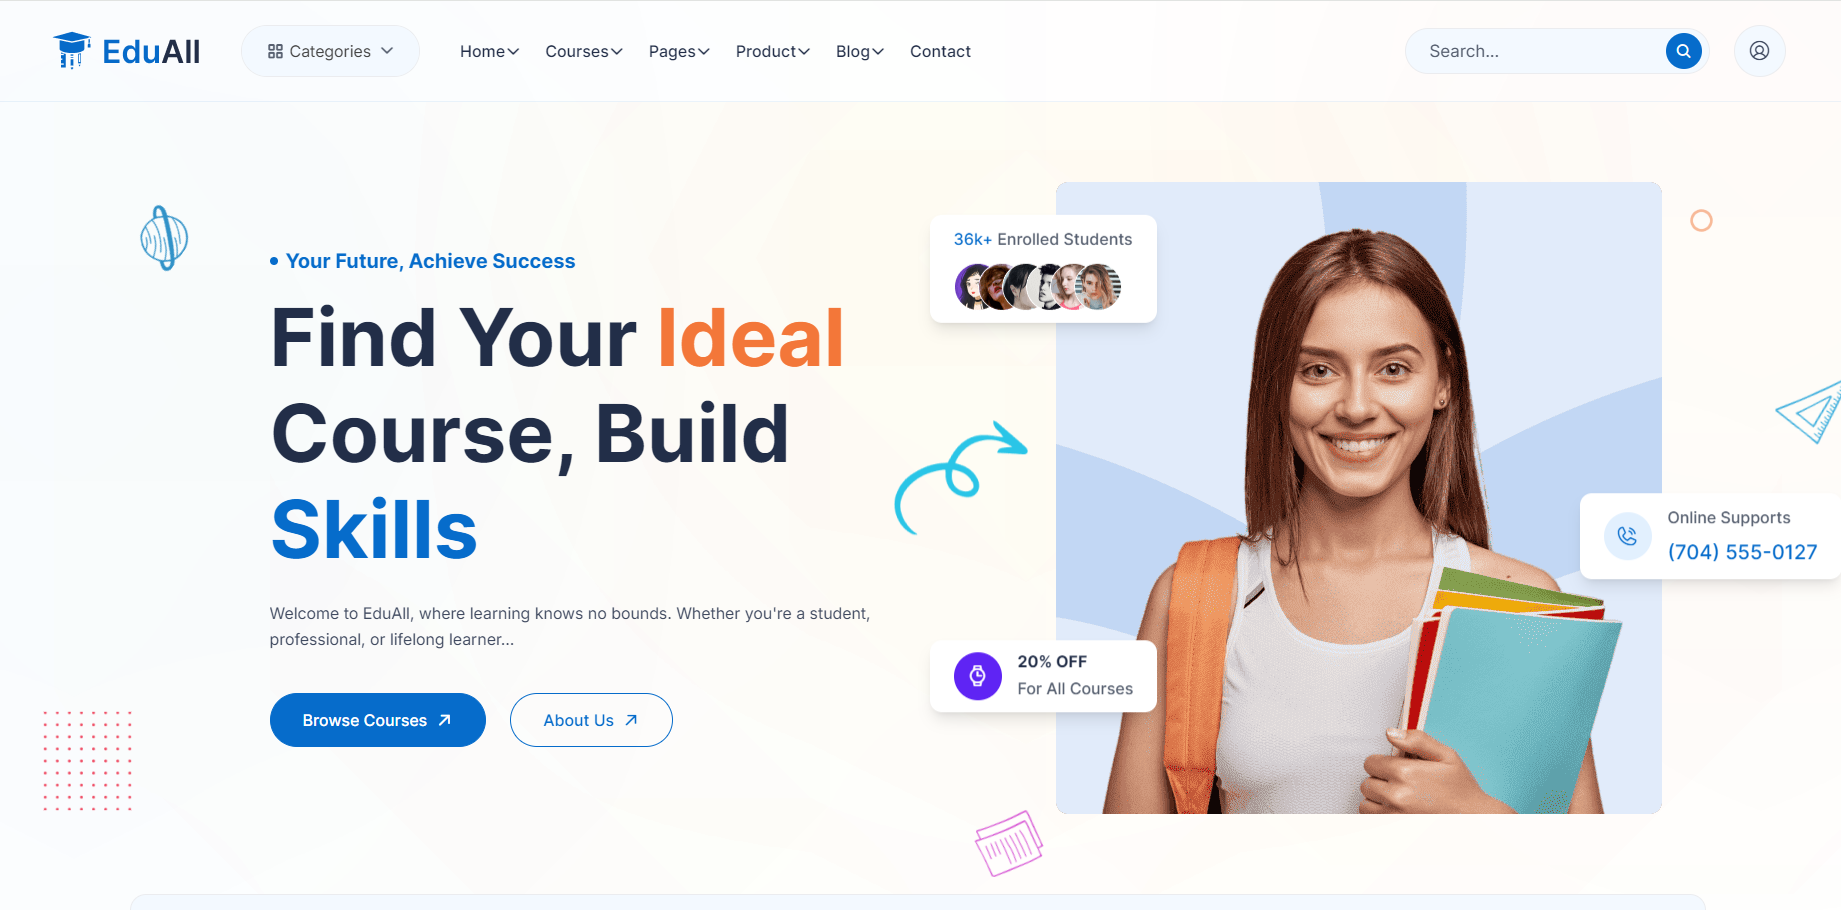 EduAll
Categories
Home
Courses
Pages
Product
Blog
Contact
Search...
36k+ Enrolled Students
Your Future, Achieve Success
Find Your Ideal
Course, Build
Skills
Welcome to EduAll, where learning knows no bounds. Whether you're a student,
professional, or lifelong learner...
Browse Courses
About Us
Online Supports
(704) 555-0127
20% OFF
For All Courses